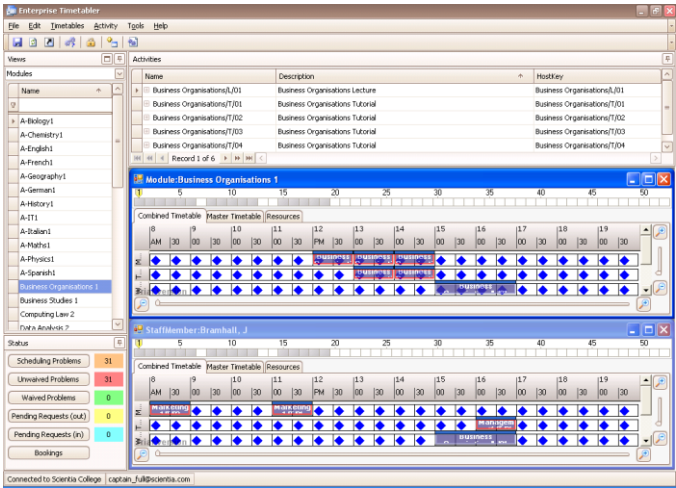 Enterprise Timetabler
File Edit Timetables Activity Tools Help
Views
Modules
Name
A-Biology1
A-Chemistry1
A-English1
A-French1
A-Geography1
A-German1
A-History1
A-IT1
A-Italian1
A-Maths1
A-Physics1
A-Spanish1
Business Organisations 1
Business Studies 1
Computing Law 2
Data Analysis 2
Status
Scheduling Problems 31
Unwaived Problems 31
Waived Problems 0
Pending Requests (out) 0
Pending Requests (in) 0
Bookings
Activities
Name Description HostKey
Business Organisations/L/01 Business Organisations Lecture Business Organisations/L/01
Business Organisations/T/01 Business Organisations Tutorial Business Organisations/T/01
Business Organisations/T/02 Business Organisations Tutorial Business Organisations/T/02
Business Organisations/T/03 Business Organisations Tutorial Business Organisations/T/03
Business Organisations/T/04 Business Organisations Tutorial Business Organisations/T/04
Record 1 of 6
Module:Business Organisations 1
1 5 10 15 20 25 30 35 40 45 50
Combined Timetable Master Timetable Resources
8 9 10 11 12 13 14 15 16 17 18 19
AM 30 00 30 00 30 00 30 PM 30 00 30 00 30 00 30 00 30 00 30 00 30 00 30
Business Business Business
Business Business
Business
StaffMember:Bramhall, J
1 5 10 15 20 25 30 35 40 45 50
Combined Timetable Master Timetable Resources
8 9 10 11 12 13 14 15 16 17 18 19
AM 30 00 30 00 30 00 30 PM 30 00 30 00 30 00 30 00 30 00 30 00 30 00 30
Marketing Marketing
Managem
Business
Connected to Scientia College captain_full@scientia.com